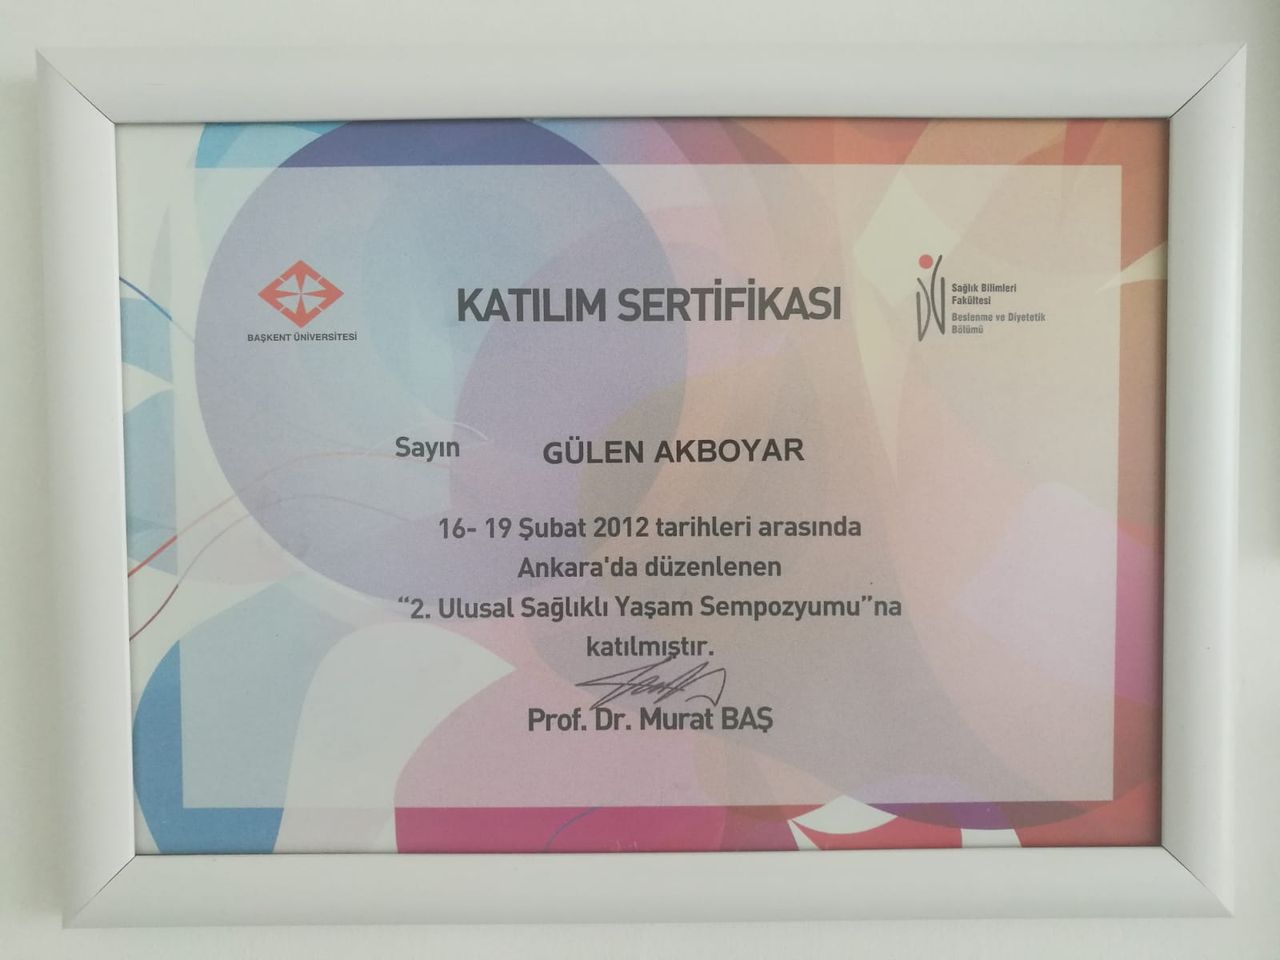 BAŞKENT ÜNİVERSİTESİ
KATILIM SERTİFİKASI
Sağlık Bilimleri
Fakültesi
Beslenme ve Diyetetik
Bölümü
Sayın GÜLEN AKBOYAR
16- 19 Şubat 2012 tarihleri arasında
Ankara'da düzenlenen
“2. Ulusal Sağlıklı Yaşam Sempozyumu”na
katılmıştır.
Prof. Dr. Murat BAŞ